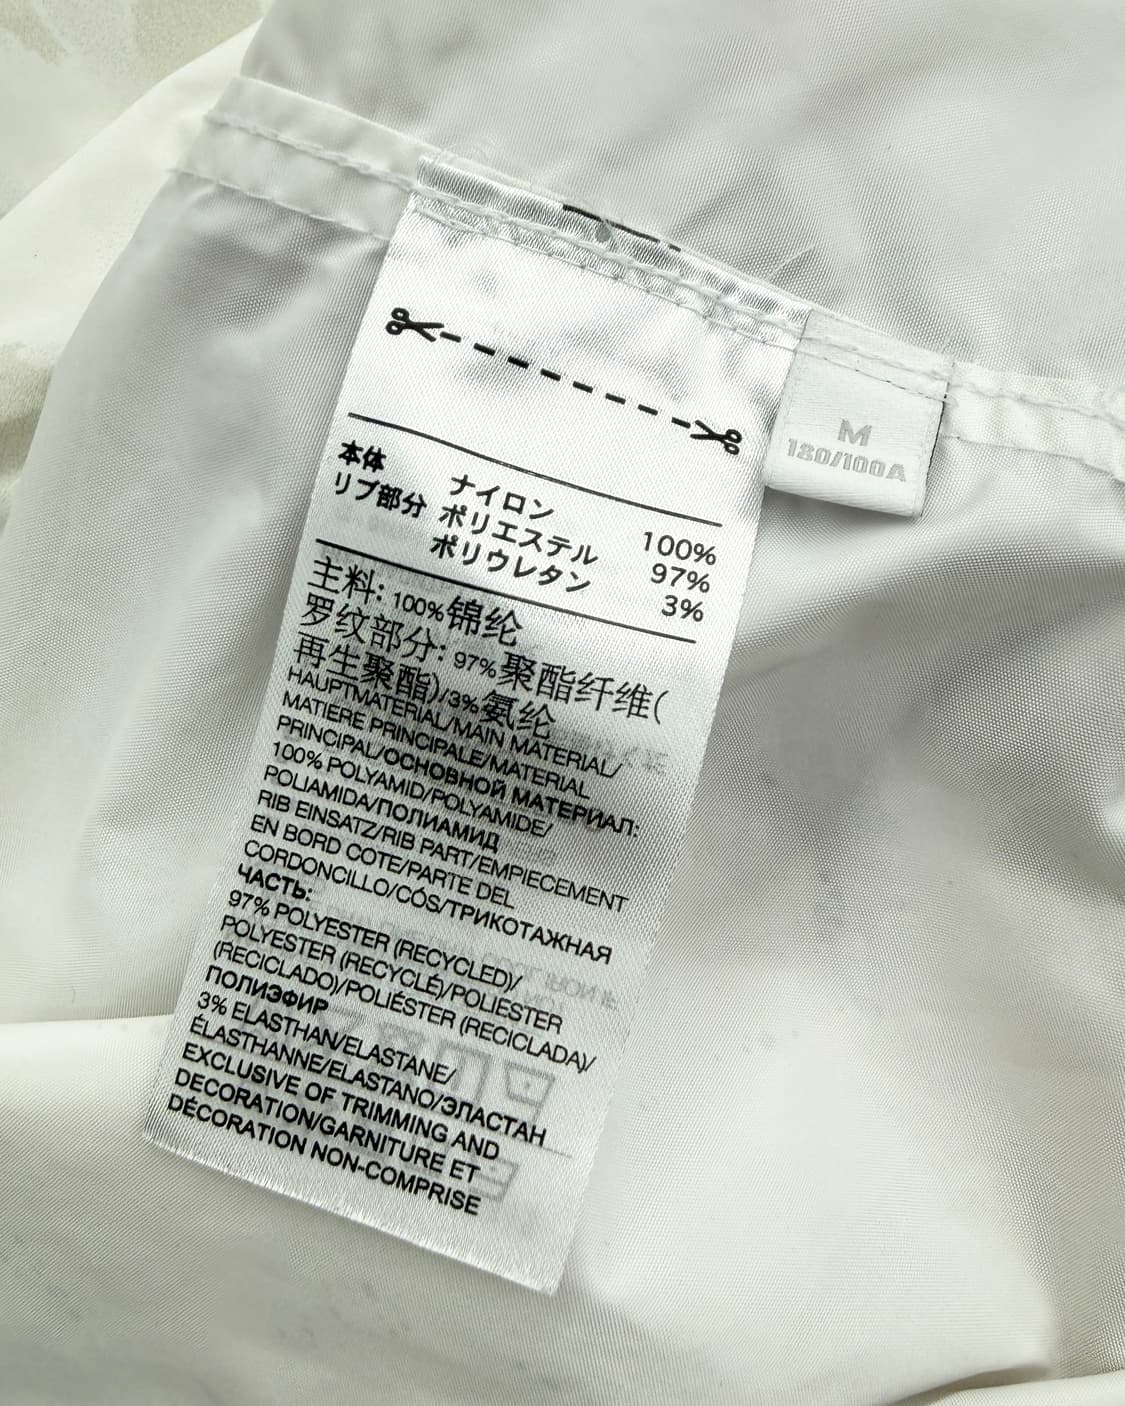 本体 ナイロン 100%
リブ部分 ポリエステル 97%
ポリウレタン 3%
主料: 100%锦纶
罗纹部分: 97%聚酯纤维(
再生聚酯)/3%氨纶
HAUPTMATERIAL/MAIN MATERIAL/
MATIERE PRINCIPALE/MATERIAL
PRINCIPAL/ОСНОВНОЙ МАТЕРИАЛ:
100% POLYAMID/POLYAMIDE/
POLIAMIDA/ПОЛИАМИД
RIB EINSATZ/RIB PART/EMPIECEMENT
EN BORD COTE/PARTE DEL
CORDONCILLO/CÓS/ТРИКОТАЖНАЯ
ЧАСТЬ:
97% POLYESTER (RECYCLED)/
POLYESTER (RECYCLÉ)/POLIESTER
(RECICLADO)/POLIÉSTER (RECICLADA)/
ПОЛИЭФИР
3% ELASTHAN/ELASTANE/
ÉLASTHANNE/ELASTANO/ЭЛАСТАН
EXCLUSIVE OF TRIMMING AND
DECORATION/GARNITURE ET
DÉCORATION NON-COMPRISE
M
180/100A